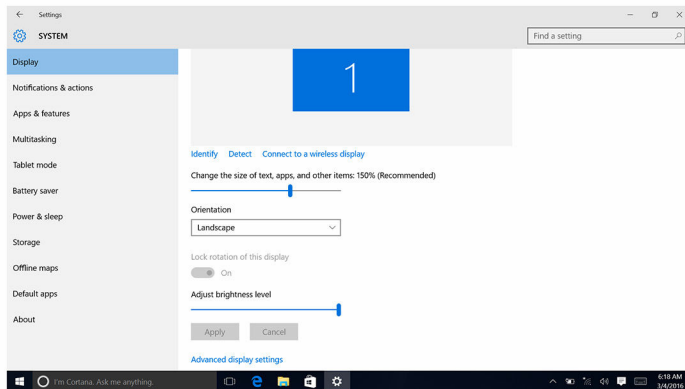 Settings
SYSTEM
Find a setting
Display
Notifications & actions
Apps & features
Multitasking
Tablet mode
Battery saver
Power & sleep
Storage
Offline maps
Default apps
About
1
Identify Detect Connect to a wireless display
Change the size of text, apps, and other items: 150% (Recommended)
Orientation
Landscape
Lock rotation of this display
On
Adjust brightness level
Apply Cancel
Advanced display settings
I'm Cortana. Ask me anything.
6:18 AM
3/4/2016